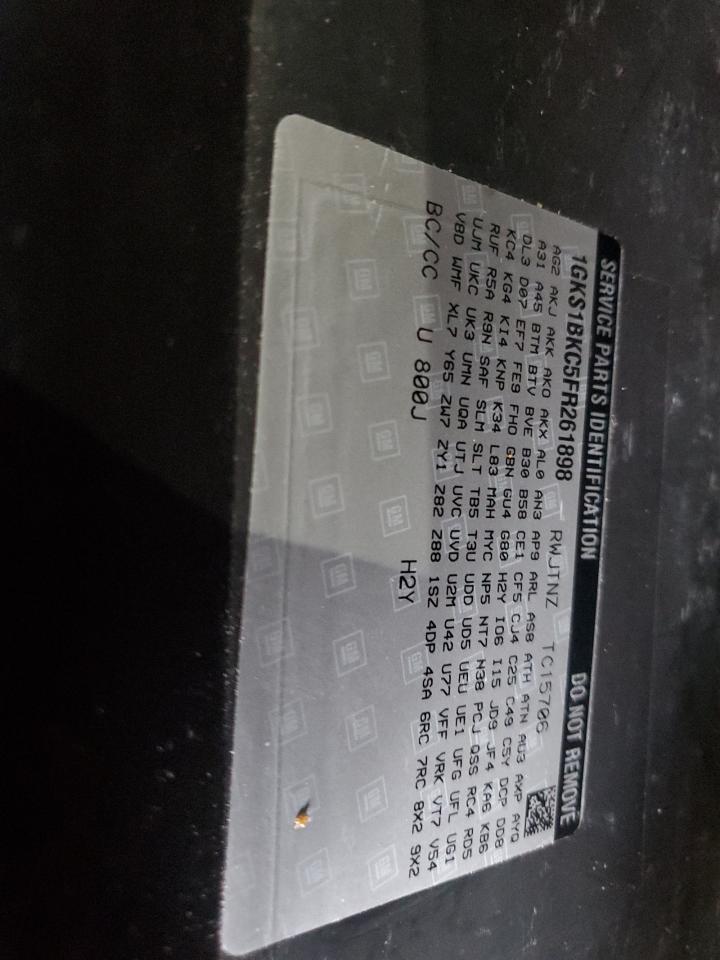 SERVICE PARTS IDENTIFICATION DO NOT REMOVE
1GKS1BKC5FR261898 RWJTNZ TC15706
AG2 AKJ AKK AKO AKX AL0 AN3 AP9 ARL AS8 ATH ATN AU3 AXP AYQ
A31 A45 BTM BTV BVE B30 B58 CE1 CF5 CJ4 C25 C49 C5Y DCP DD8
DL3 D07 EF7 FE9 FHO GBN GU4 G80 H2Y IO6 I15 JD9 JF4 KA6 KB6
KC4 KG4 KI4 KNP K34 L83 MAH MYC NP5 NT7 N38 PCJ QSS RC4 RD5
RUF R5A R9N SAF SLM SLT TB5 T3U UDD UD5 UEU UE1 UFG UFL UG1
UJM UKC UK3 UMN UQA UTJ UVC UVD U2M U42 U77 VFF VRK VT7 V54
V8D WMF XL7 Y65 ZW7 ZY1 Z82 Z88 1SZ 4DP 4SA 6RC 7RC 8X2 9X2
BC/CC U 800J H2Y